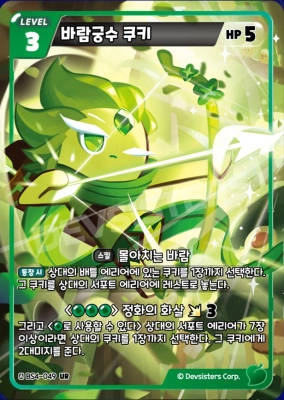 LEVEL
3
바람궁수 쿠키
HP 5
스킬 몰아치는 바람
등장 시 상대의 배틀 에리어에 있는 쿠키를 1장까지 선택한다.
그 쿠키를 상대의 서포트 에리어에 레스트로 놓는다.
정화의 화살 3
그리고 < 로 사용할 수 있다> 상대의 서포트 에리어가 7장
이상이라면 상대의 쿠키를 1장까지 선택한다. 그 쿠키에게
2대미지를 준다.
BS4-049 UR
© Devsisters Corp.